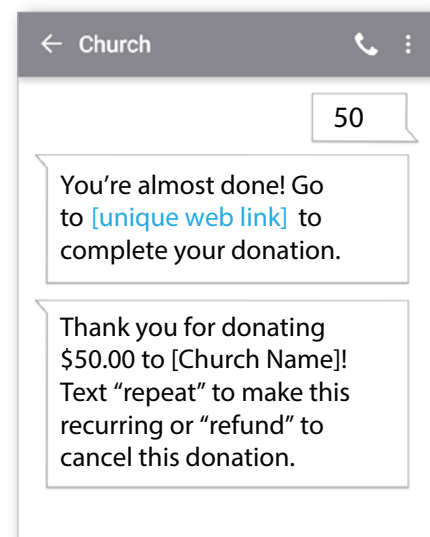 Church
50
You’re almost done! Go
to [unique web link] to
complete your donation.
Thank you for donating
$50.00 to [Church Name]!
Text “repeat” to make this
recurring or “refund” to
cancel this donation.